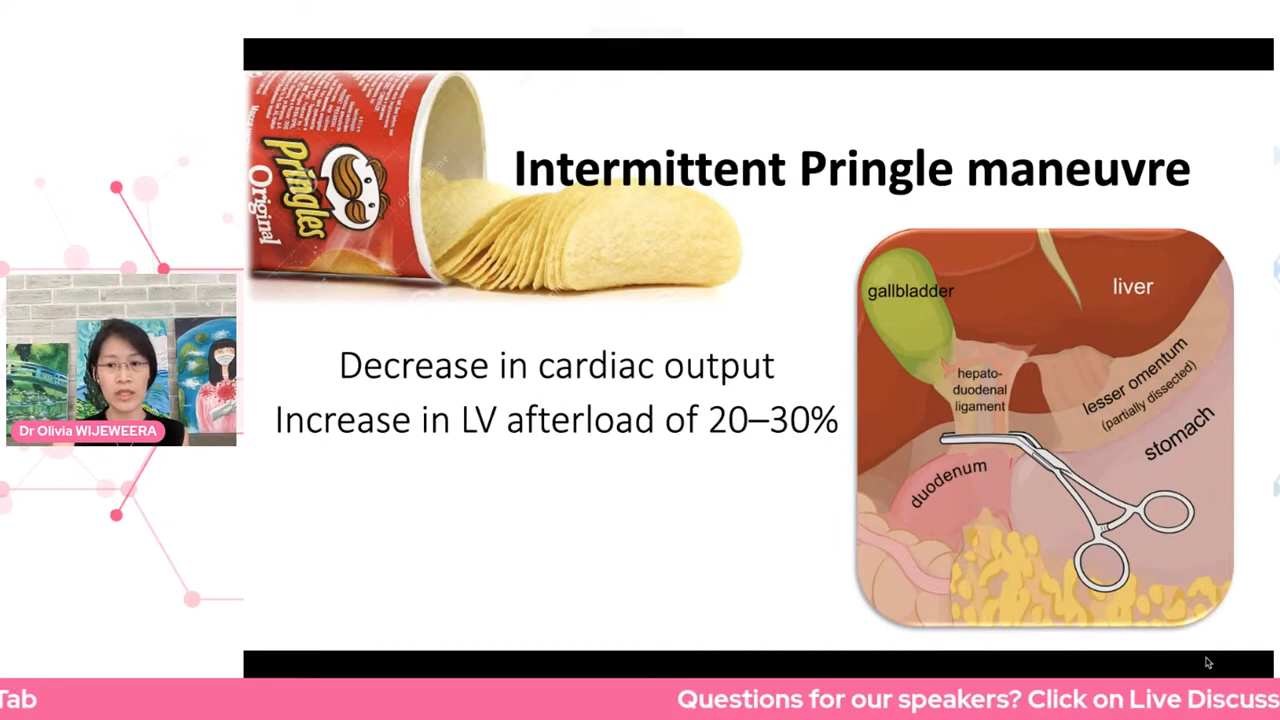 Intermittent Pringle maneuvre
Pringles
Original
Decrease in cardiac output
Increase in LV afterload of 20–30%
gallbladder
liver
hepato-
duodenal
ligament
lesser omentum
(partially dissected)
stomach
duodenum
Dr Olivia WIJEWEERA
Tab
Questions for our speakers? Click on Live Discuss